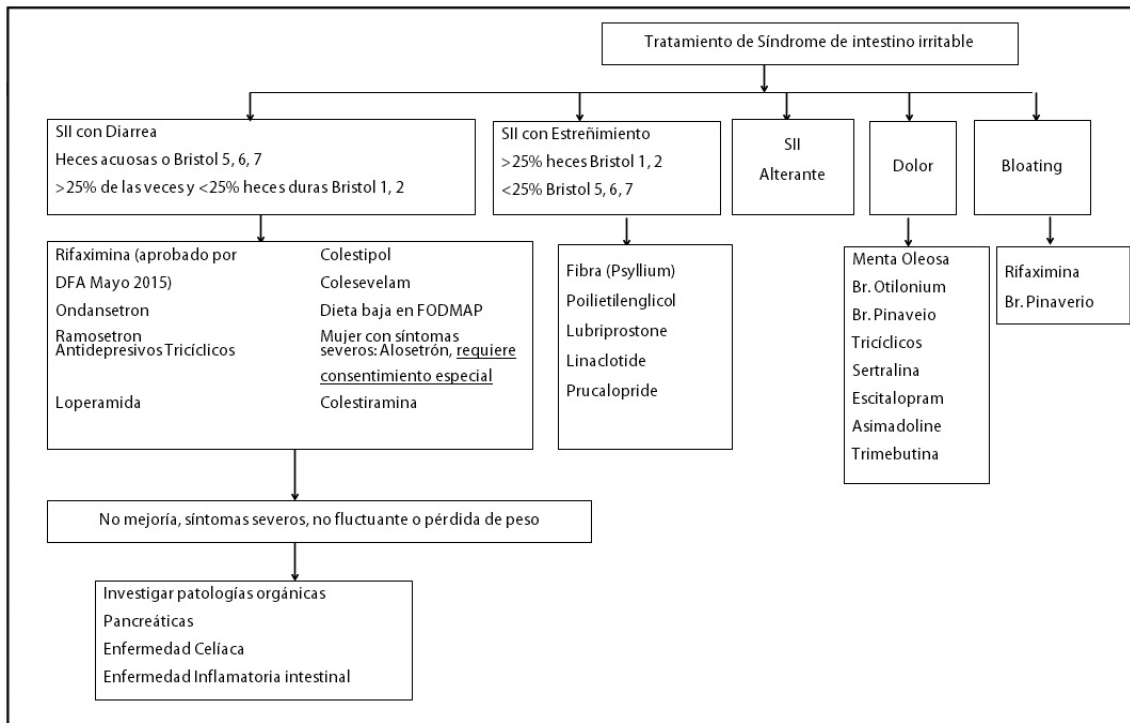 Tratamiento de Síndrome de intestino irritable
SII con Diarrea
Heces acuosas o Bristol 5, 6, 7
>25% de las veces y <25% heces duras Bristol 1, 2
SII con Estreñimiento
>25% heces Bristol 1, 2
<25% Bristol 5, 6, 7
SII
Alterante
Dolor
Bloating
Rifaximina (aprobado por
DFA Mayo 2015)
Ondansetron
Ramosetron
Antidepresivos Tricíclicos
Loperamida
Colestipol
Colesevelam
Dieta baja en FODMAP
Mujer con síntomas
severos: Alosetrón, requiere
consentimiento especial
Colestiramina
Fibra (Psyllium)
Poilietilenglicol
Lubriprostone
Linaclotide
Prucalopride
Menta Oleosa
Br. Otilonium
Br. Pinaveio
Tricíclicos
Sertralina
Escitalopram
Asimadoline
Trimebutina
Rifaximina
Br. Pinaverio
No mejoría, síntomas severos, no fluctuante o pérdida de peso
Investigar patologías orgánicas
Pancreáticas
Enfermedad Celíaca
Enfermedad Inflamatoria intestinal